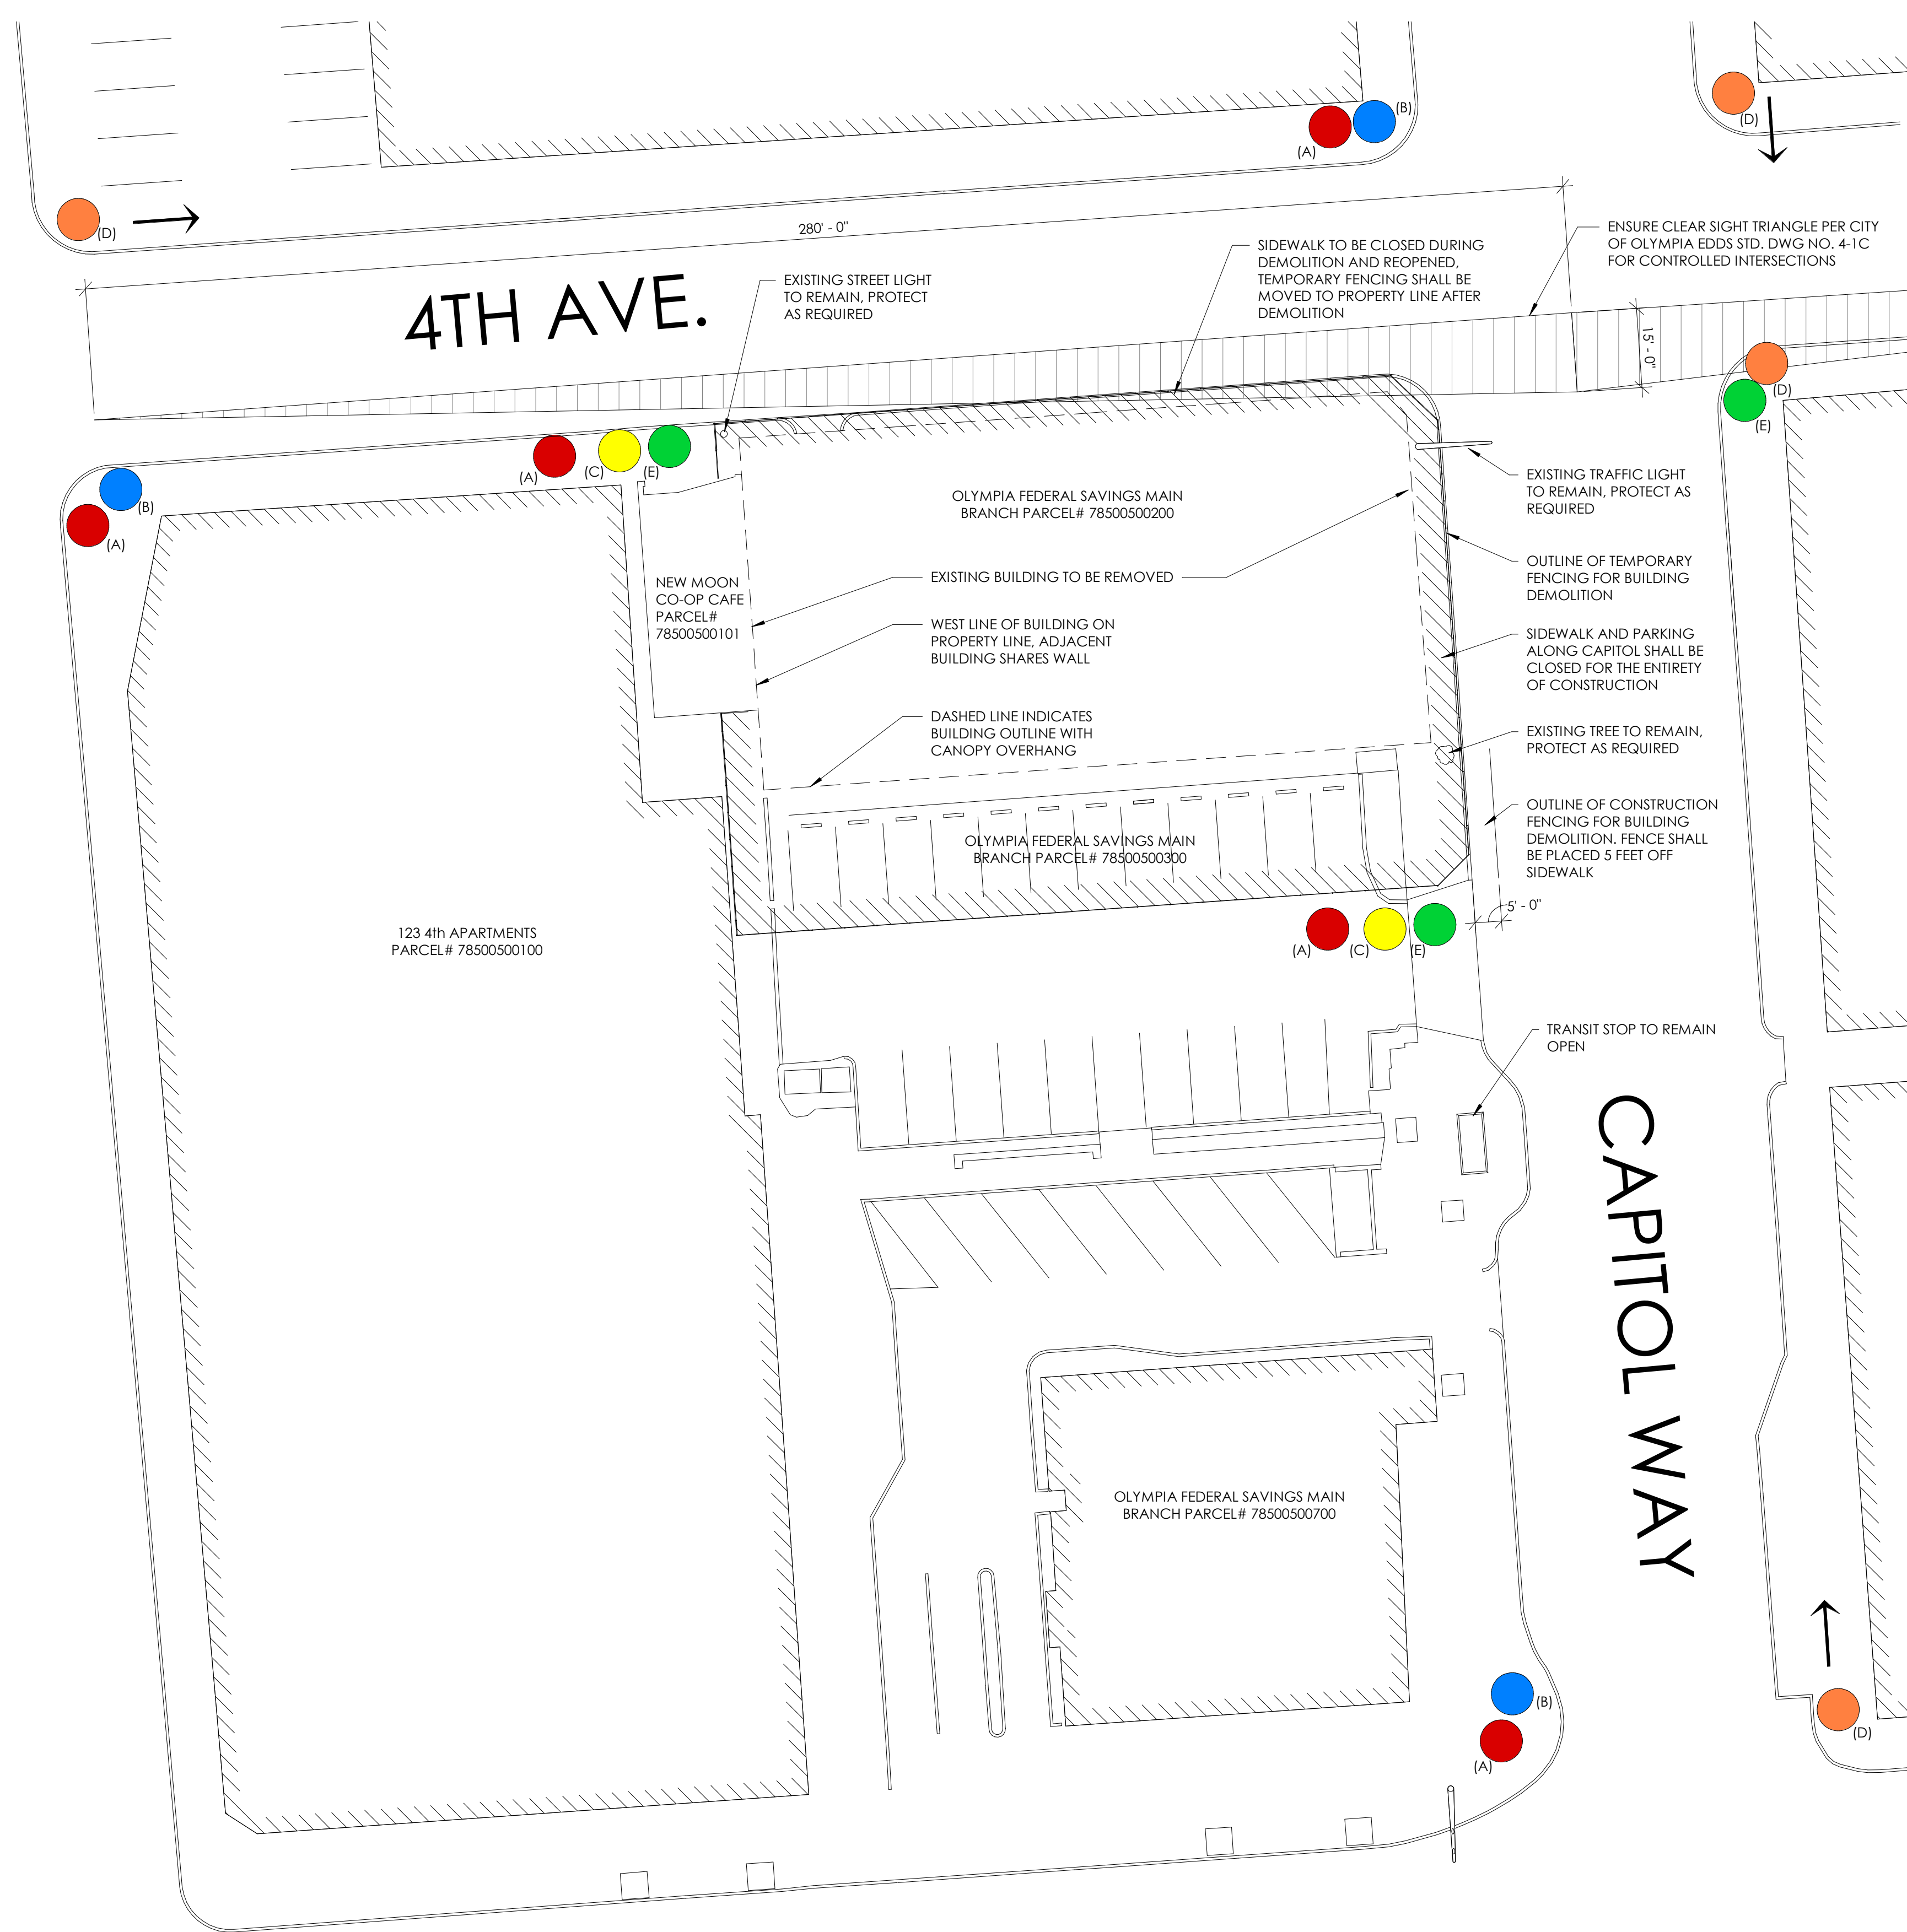 (B)
(A)
(D)
(D)
280' - 0"
ENSURE CLEAR SIGHT TRIANGLE PER CITY
OF OLYMPIA EDDS STD. DWG NO. 4-1C
FOR CONTROLLED INTERSECTIONS
SIDEWALK TO BE CLOSED DURING
DEMOLITION AND REOPENED,
TEMPORARY FENCING SHALL BE
MOVED TO PROPERTY LINE AFTER
DEMOLITION
EXISTING STREET LIGHT
TO REMAIN, PROTECT
AS REQUIRED
4TH AVE.
15' - 0"
(D)
(E)
(A)
(C)
(E)
(B)
(A)
OLYMPIA FEDERAL SAVINGS MAIN
BRANCH PARCEL# 78500500200
EXISTING TRAFFIC LIGHT
TO REMAIN, PROTECT AS
REQUIRED
NEW MOON
CO-OP CAFE
PARCEL#
78500500101
EXISTING BUILDING TO BE REMOVED
OUTLINE OF TEMPORARY
FENCING FOR BUILDING
DEMOLITION
WEST LINE OF BUILDING ON
PROPERTY LINE, ADJACENT
BUILDING SHARES WALL
SIDEWALK AND PARKING
ALONG CAPITOL SHALL BE
CLOSED FOR THE ENTIRETY
OF CONSTRUCTION
DASHED LINE INDICATES
BUILDING OUTLINE WITH
CANOPY OVERHANG
EXISTING TREE TO REMAIN,
PROTECT AS REQUIRED
OUTLINE OF CONSTRUCTION
FENCING FOR BUILDING
DEMOLITION. FENCE SHALL
BE PLACED 5 FEET OFF
SIDEWALK
OLYMPIA FEDERAL SAVINGS MAIN
BRANCH PARCEL# 78500500300
5' - 0"
123 4th APARTMENTS
PARCEL# 78500500100
(A)
(C)
(E)
TRANSIT STOP TO REMAIN
OPEN
CAPITOL WAY
OLYMPIA FEDERAL SAVINGS MAIN
BRANCH PARCEL# 78500500700
(B)
(A)
(D)